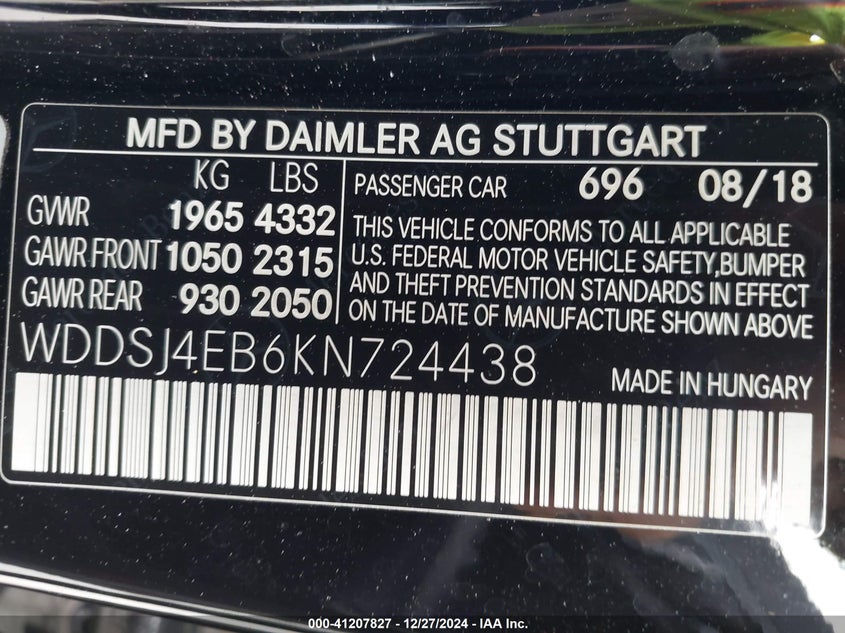 MFD BY DAIMLER AG STUTTGART
KG LBS
GVWR 1965 4332
GAWR FRONT 1050 2315
GAWR REAR 930 2050
PASSENGER CAR 696 08/18
THIS VEHICLE CONFORMS TO ALL APPLICABLE
U.S. FEDERAL MOTOR VEHICLE SAFETY,BUMPER
AND THEFT PREVENTION STANDARDS IN EFFECT
ON THE DATE OF MANUFACTURE SHOWN ABOVE
WDDSJ4EB6KN724438
MADE IN HUNGARY
000-41207827 - 12/27/2024 - IAA Inc.